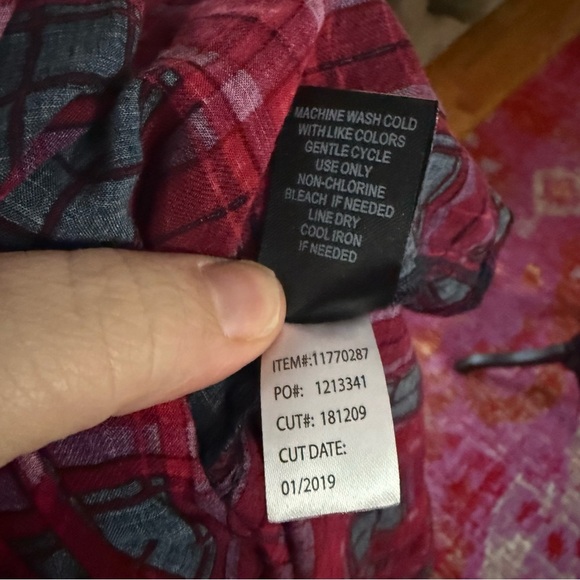 MACHINE WASH COLD
WITH LIKE COLORS
GENTLE CYCLE
USE ONLY
NON-CHLORINE
BLEACH IF NEEDED
LINE DRY
COOL IRON
IF NEEDED
ITEM#:11770287
PO#: 1213341
CUT#: 181209
CUT DATE:
01/2019